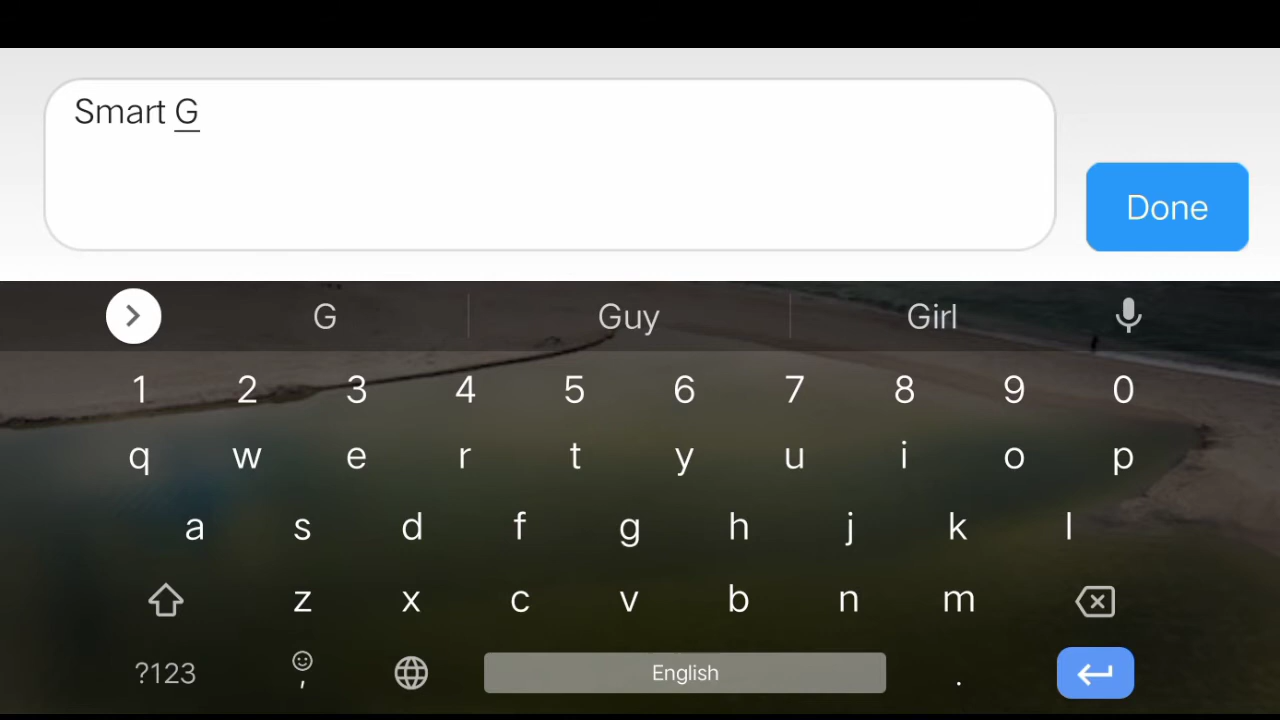 Smart G
Done
G Guy Girl
1 2 3 4 5 6 7 8 9 0
q w e r t y u i o p
a s d f g h j k l
z x c v b n m
?123 , English .